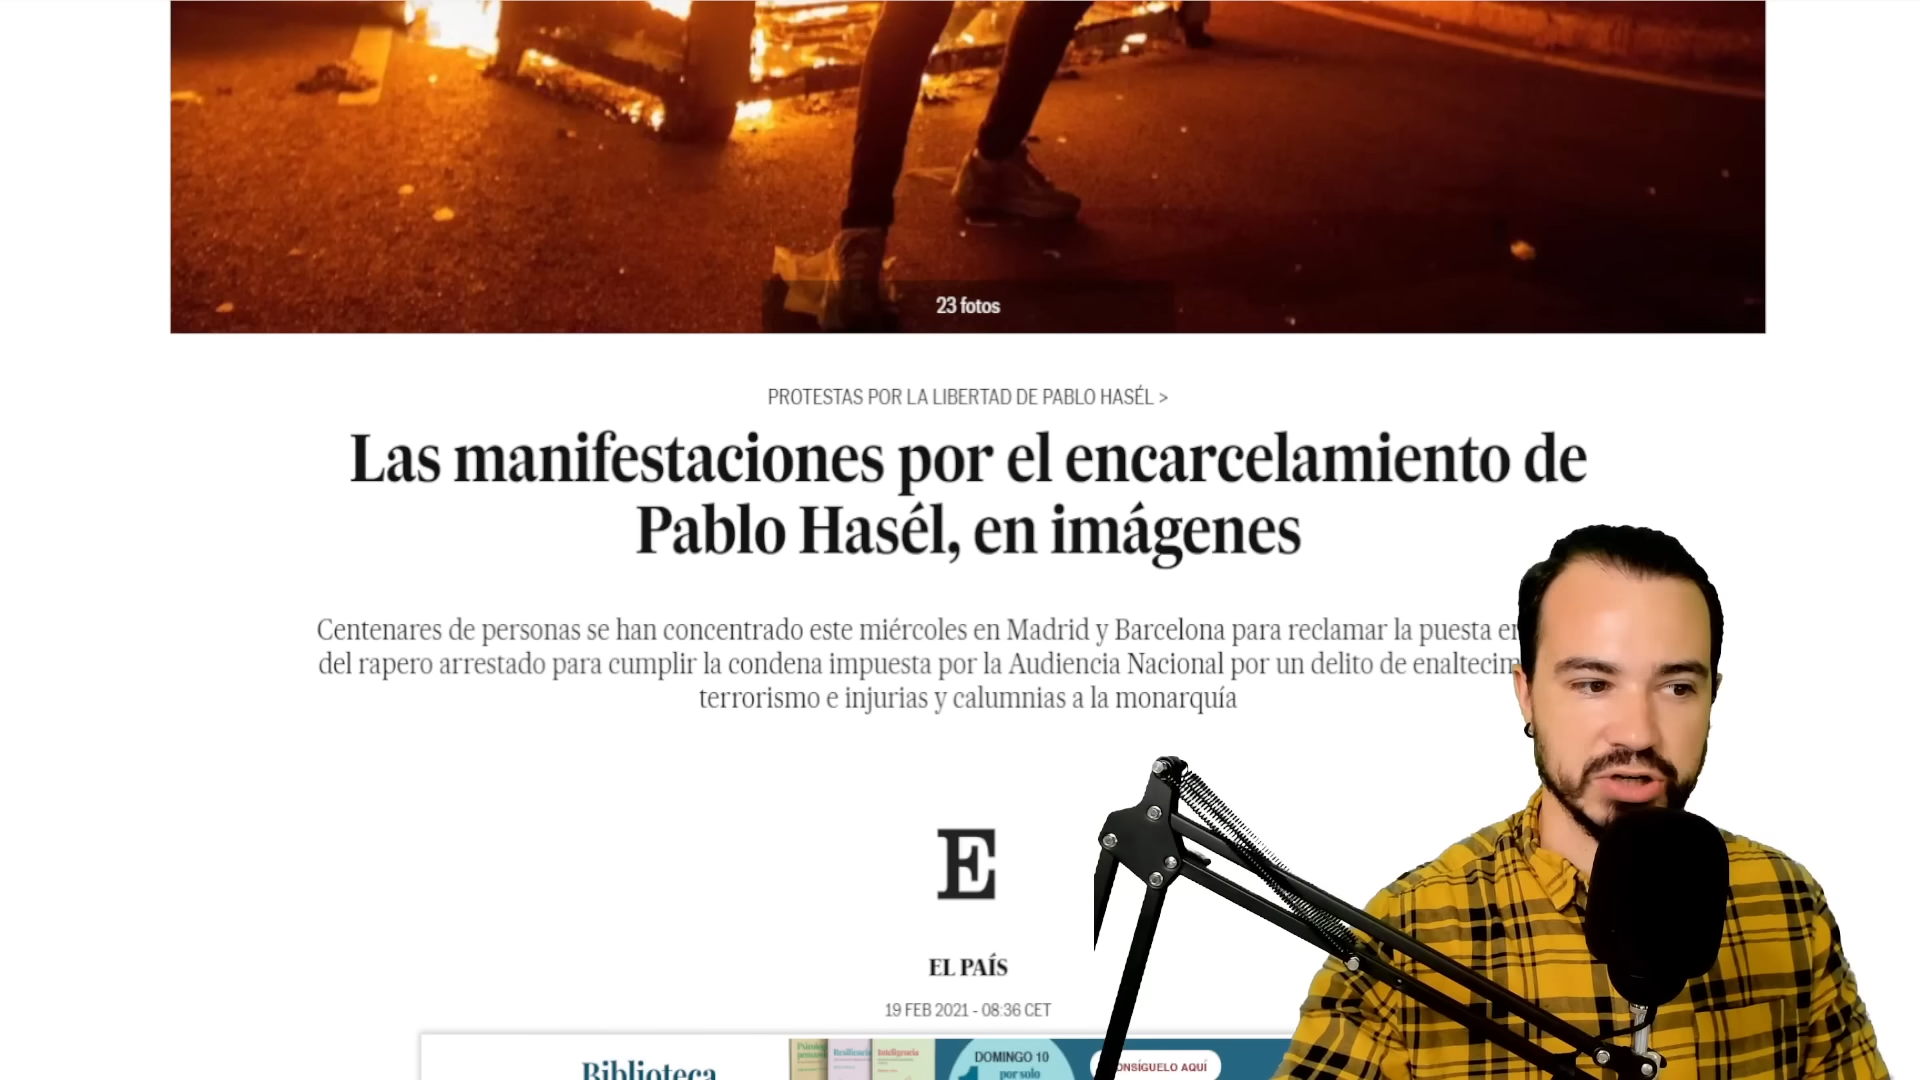 23 fotos
PROTESTAS POR LA LIBERTAD DE PABLO HASÉL >
Las manifestaciones por el encarcelamiento de
Pablo Hasél, en imágenes
Centenares de personas se han concentrado este miércoles en Madrid y Barcelona para reclamar la puesta
del rapero arrestado para cumplir la condena impuesta por la Audiencia Nacional por un delito de enaltecim
terrorismo e injurias y calumnias a la monarquía
E
EL PAÍS
19 FEB 2021 - 08:36 CET
Biblioteca
Resiliencia
Inteligencia
DOMINGO 10
por solo
ONSÍGUELO AQUÍ